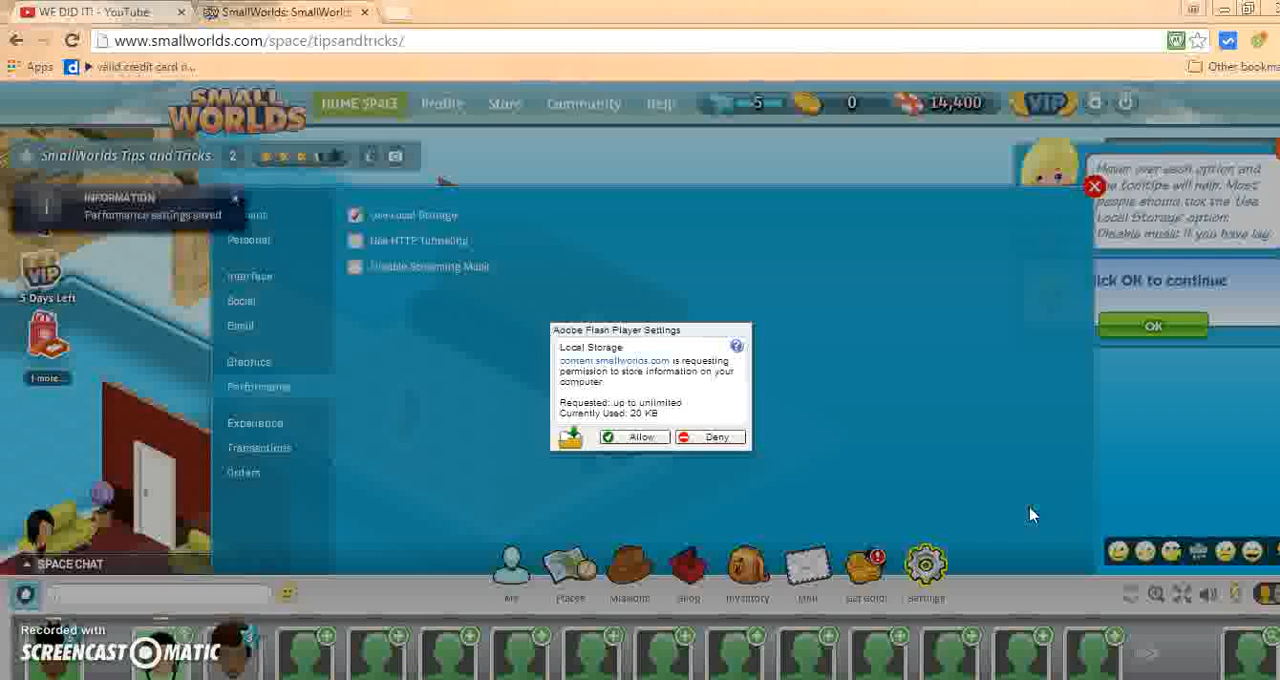 WE DID IT! - YouTube
SmallWorlds: SmallWorld
www.smallworlds.com/space/tipsandtricks/
Apps
valid credit card n...
Other bookma
SMALL
WORLDS
HOME SPACE Profile Store Community Help -5 0 14,400 VIP
SmallWorlds Tips and Tricks 2
INFORMATION
Performance settings saved
VIP
5 Days Left
1 more...
Personal
Interface
Social
Email
Graphics
Performance
Experience
Transactions
Orders
Use Local Storage
Use HTTP Tunneling
Disable Streaming Music
Adobe Flash Player Settings
Local Storage
content.smallworlds.com is requesting
permission to store information on your
computer.
Requested: up to unlimited
Currently Used: 20 KB
Allow Deny
Hover over each option and
the tooltips will help. Most
people should tick the 'Use
Local Storage' option.
Disable music if you have lag
lick OK to continue
OK
SPACE CHAT
Me Places Missions Shop Inventory Mail Get Gold! Settings
Recorded with
SCREENCAST-O-MATIC